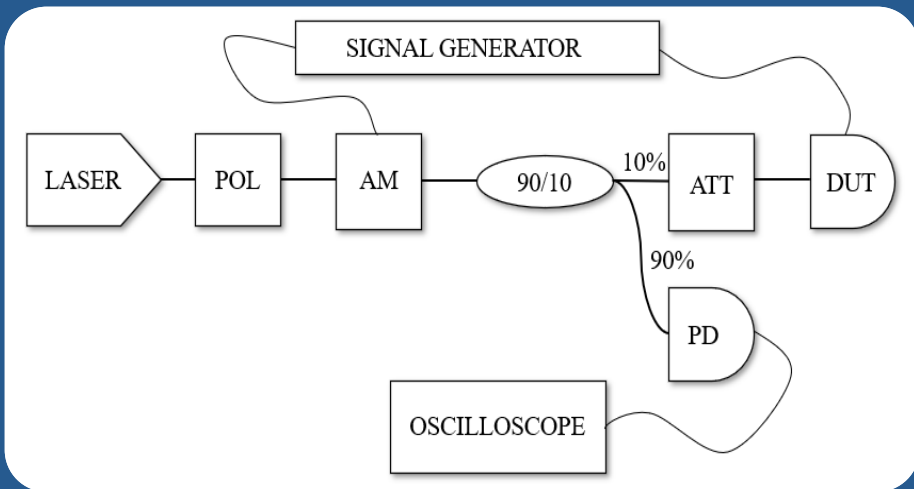 SIGNAL GENERATOR
LASER
POL
AM
90/10
10%
ATT
DUT
90%
PD
OSCILLOSCOPE